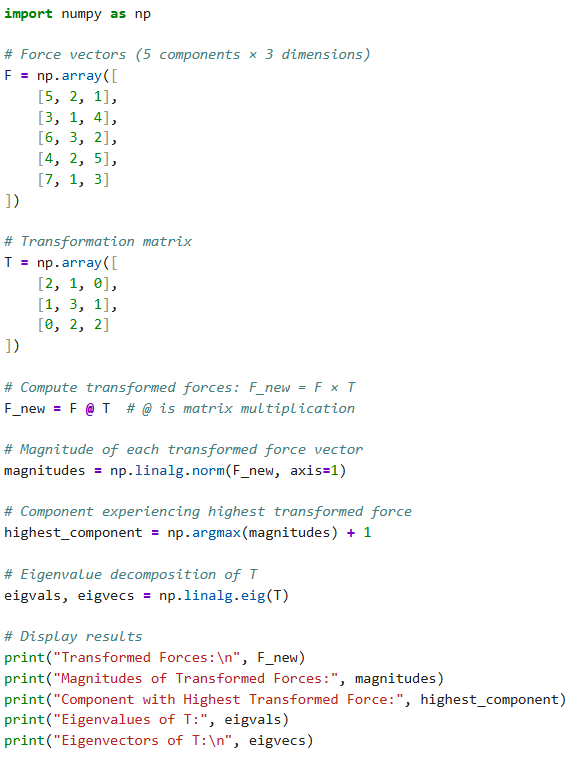 import numpy as np
# Force vectors (5 components × 3 dimensions)
F = np.array([
    [5, 2, 1],
    [3, 1, 4],
    [6, 3, 2],
    [4, 2, 5],
    [7, 1, 3]
])
# Transformation matrix
T = np.array([
    [2, 1, 0],
    [1, 3, 1],
    [0, 2, 2]
])
# Compute transformed forces: F_new = F × T
F_new = F @ T  # @ is matrix multiplication
# Magnitude of each transformed force vector
magnitudes = np.linalg.norm(F_new, axis=1)
# Component experiencing highest transformed force
highest_component = np.argmax(magnitudes) + 1
# Eigenvalue decomposition of T
eigvals, eigvecs = np.linalg.eig(T)
# Display results
print("Transformed Forces:\n", F_new)
print("Magnitudes of Transformed Forces:", magnitudes)
print("Component with Highest Transformed Force:", highest_component)
print("Eigenvalues of T:", eigvals)
print("Eigenvectors of T:\n", eigvecs)